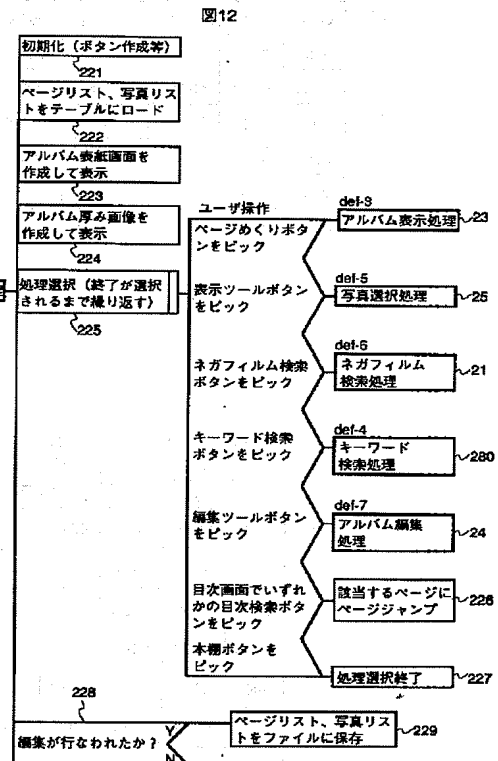 図12
初期化（ボタン作成等）
221
ページリスト、写真リス
トをテーブルにロード
222
アルバム表紙画面を
作成して表示
223
アルバム厚み画像を
作成して表示
224
処理選択（終了が選択
されるまで繰り返す）
225
ユーザ操作
ページめくりボタ
ンをピック
def-3
アルバム表示処理
23
表示ツールボタン
をピック
def-5
写真選択処理
25
ネガフィルム検索
ボタンをピック
def-6
ネガフィルム
検索処理
21
キーワード検索
ボタンをピック
def-4
キーワード
検索処理
280
編集ツールボタン
をピック
def-7
アルバム編集
処理
24
目次画面でいずれ
かの目次検索ボタ
ンをピック
該当するページに
ページジャンプ
226
本棚ボタンを
ピック
処理選択終了
227
228
編集が行なわれたか？
Y
N
ページリスト、写真リス
トをファイルに保存
229